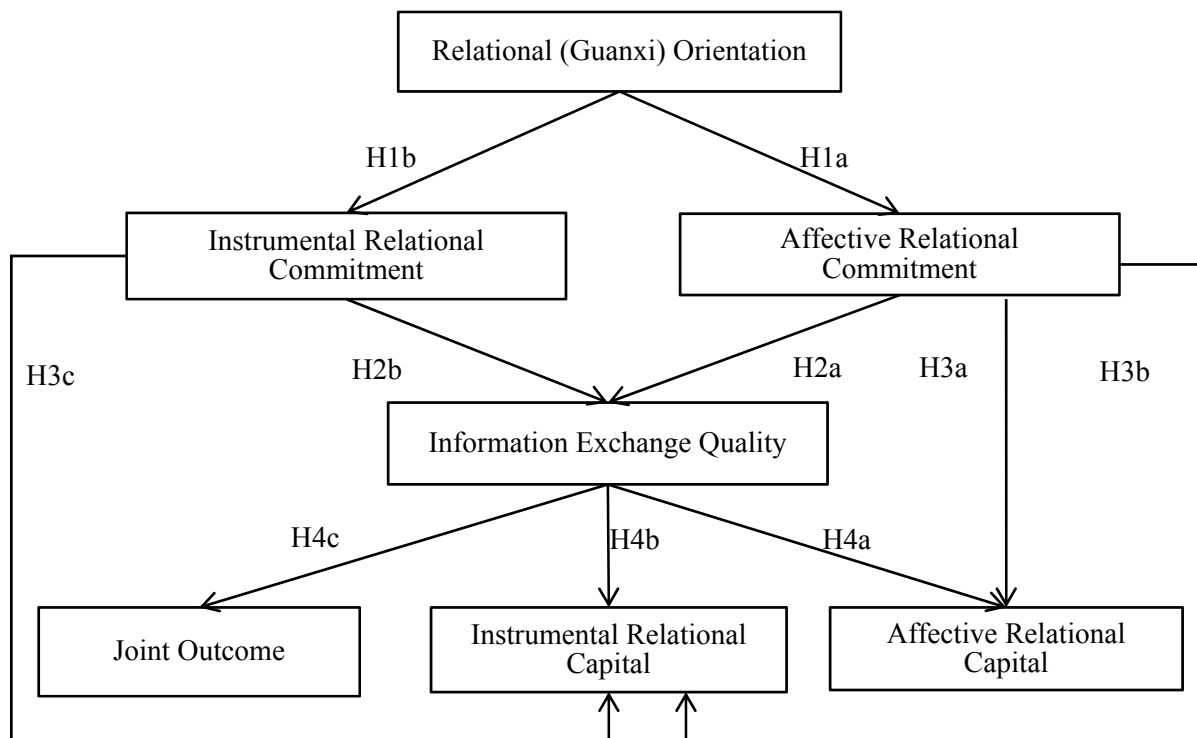 Relational (Guanxi) Orientation
H1b
H1a
Instrumental Relational
Commitment
Affective Relational
Commitment
H3c
H2b
H2a
H3a
H3b
Information Exchange Quality
H4c
H4b
H4a
Joint Outcome
Instrumental Relational
Capital
Affective Relational
Capital